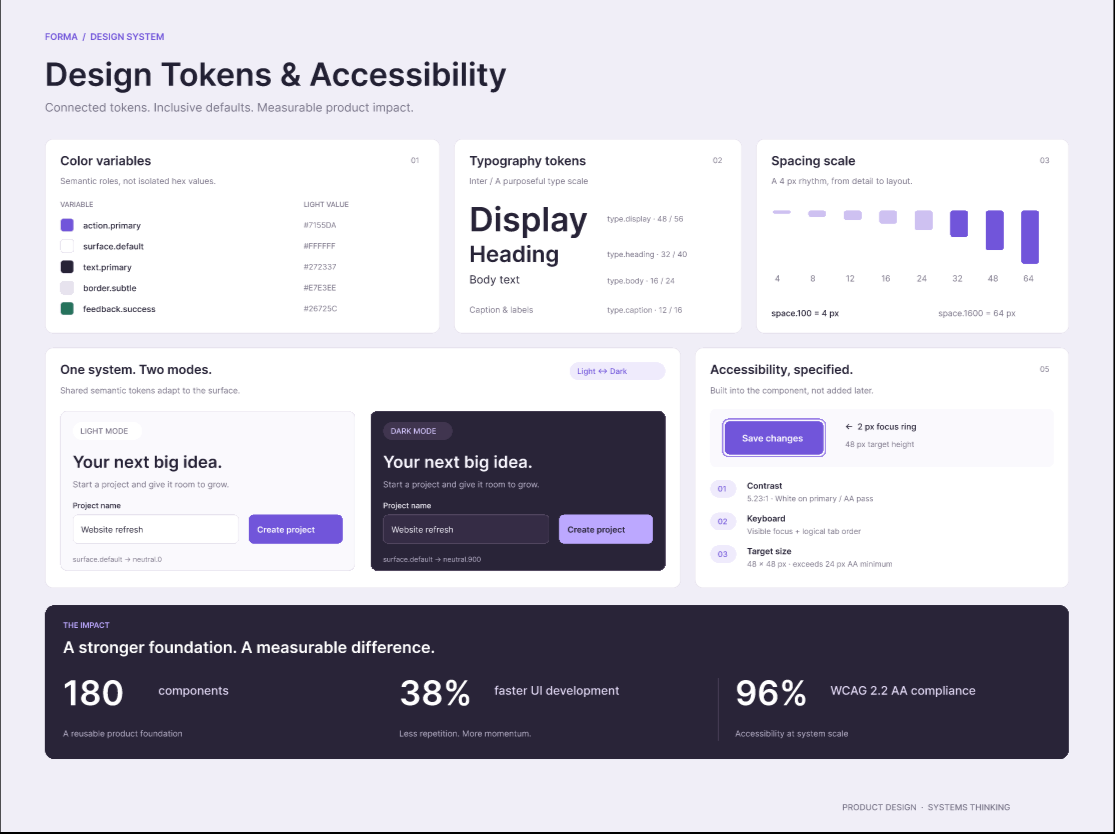 FORMA / DESIGN SYSTEM
Design Tokens & Accessibility
Connected tokens. Inclusive defaults. Measurable product impact.
Color variables 01
Semantic roles, not isolated hex values.
VARIABLE LIGHT VALUE
action.primary #7155DA
surface.default #FFFFFF
text.primary #272337
border.subtle #E7E3EE
feedback.success #26725C
Typography tokens 02
Inter / A purposeful type scale
Display type.display · 48 / 56
Heading type.heading · 32 / 40
Body text type.body · 16 / 24
Caption & labels type.caption · 12 / 16
Spacing scale 03
A 4 px rhythm, from detail to layout.
4 8 12 16 24 32 48 64
space.100 = 4 px space.1600 = 64 px
One system. Two modes. Light ↔ Dark
Shared semantic tokens adapt to the surface.
LIGHT MODE
Your next big idea.
Start a project and give it room to grow.
Project name
Website refresh Create project
surface.default → neutral.0
DARK MODE
Your next big idea.
Start a project and give it room to grow.
Project name
Website refresh Create project
surface.default → neutral.900
Accessibility, specified. 05
Built into the component, not added later.
Save changes
← 2 px focus ring
48 px target height
01 Contrast
5.23:1 · White on primary / AA pass
02 Keyboard
Visible focus + logical tab order
03 Target size
48 × 48 px · exceeds 24 px AA minimum
THE IMPACT
A stronger foundation. A measurable difference.
180 components
A reusable product foundation
38% faster UI development
Less repetition. More momentum.
96% WCAG 2.2 AA compliance
Accessibility at system scale
PRODUCT DESIGN · SYSTEMS THINKING